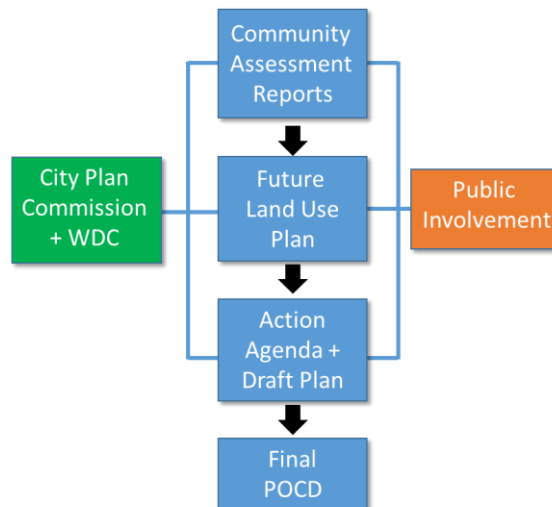 Community
Assessment
Reports
City Plan
Commission
+ WDC
Future
Land Use
Plan
Public
Involvement
Action
Agenda +
Draft Plan
Final
POCD